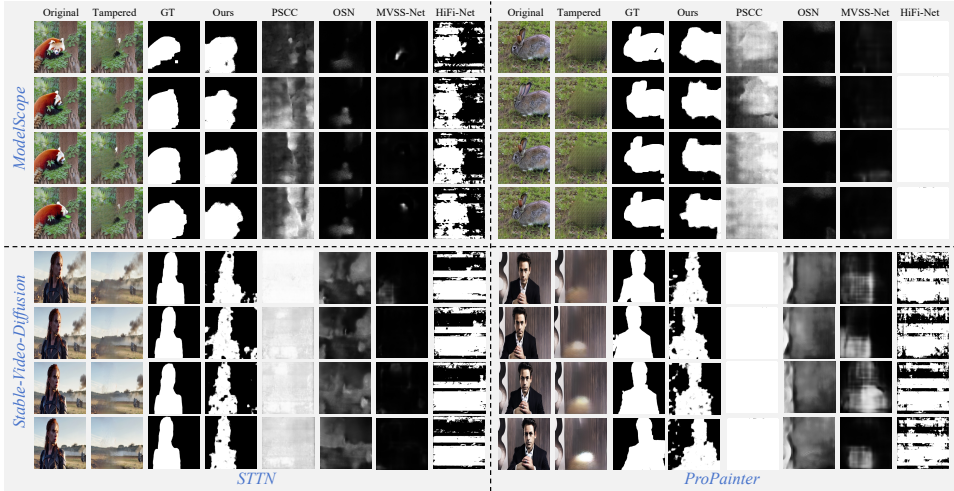 Original Tampered GT Ours PSCC OSN MVSS-Net HiFi-Net Original Tampered GT Ours PSCC OSN MVSS-Net HiFi-Net
ModelScope
Stable-Video-Diffusion
STTN ProPainter